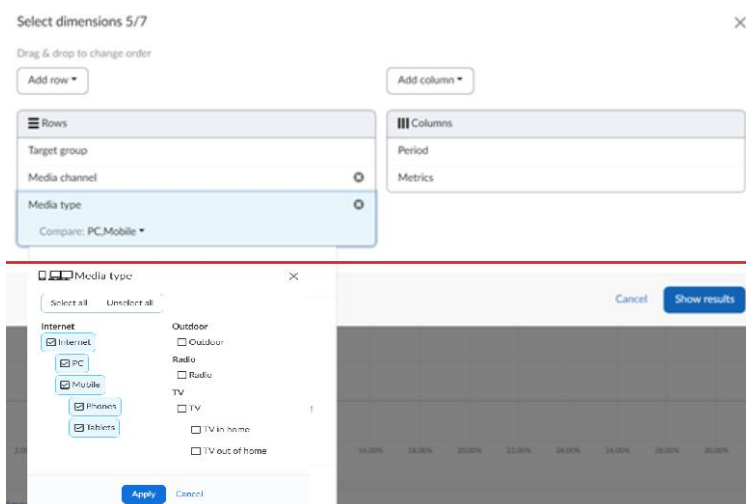 Select dimensions 5/7
Drag & drop to change order
Add row
Add column
Rows
Target group
Media channel
Media type
Compare: PC,Mobile
Columns
Period
Metrics
Media type
Select all Unselect all
Internet
Internet
PC
Mobile
Phones
Tablets
Outdoor
Outdoor
Radio
Radio
TV
TV
TV in home
TV out of home
Apply Cancel
Cancel Show results
16.00% 18.00% 20.00% 22.00% 24.00% 26.00% 28.00% 30.00%